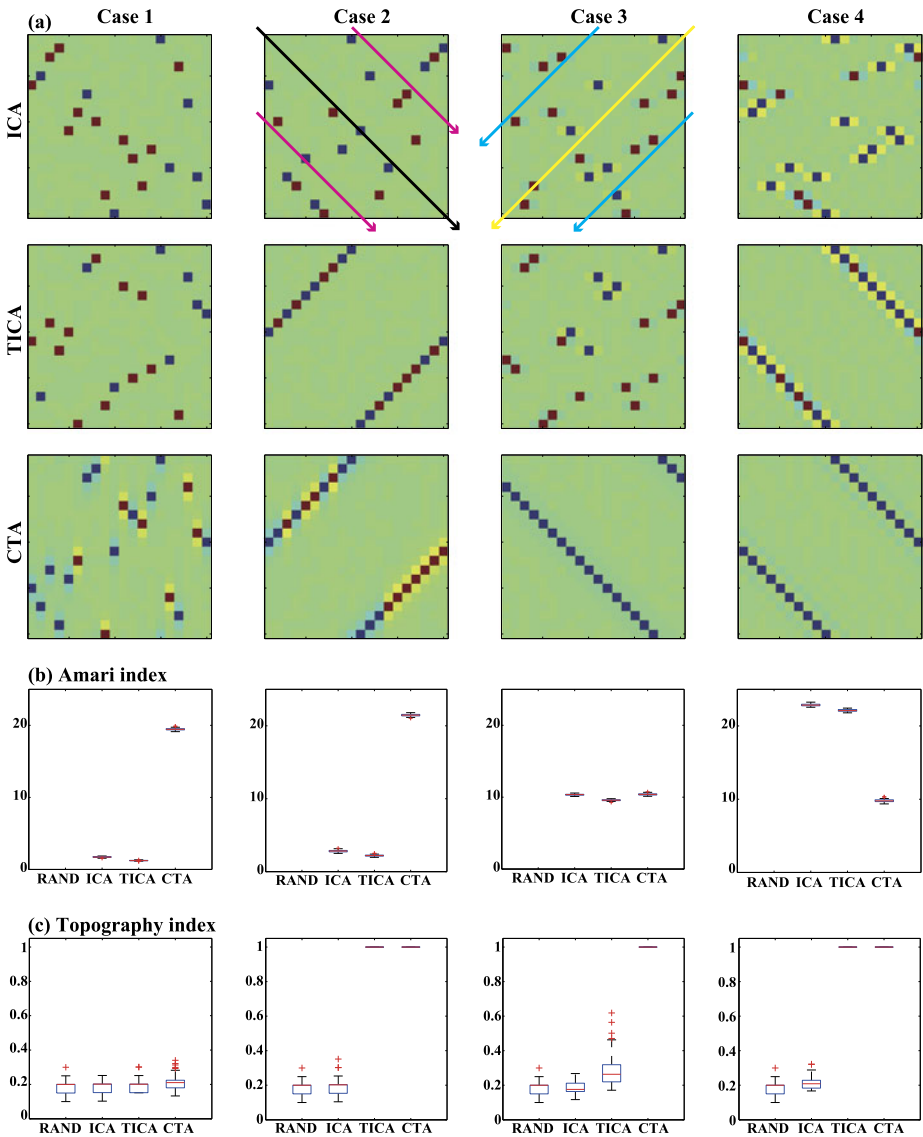 (a)
Case 1
Case 2
Case 3
Case 4
ICA
TICA
CTA
(b) Amari index
20
10
0
RAND ICA TICA CTA
20
10
0
RAND ICA TICA CTA
20
10
0
RAND ICA TICA CTA
20
10
0
RAND ICA TICA CTA
(c) Topography index
1
0.8
0.6
0.4
0.2
0
RAND ICA TICA CTA
1
0.8
0.6
0.4
0.2
0
RAND ICA TICA CTA
1
0.8
0.6
0.4
0.2
0
RAND ICA TICA CTA
1
0.8
0.6
0.4
0.2
0
RAND ICA TICA CTA